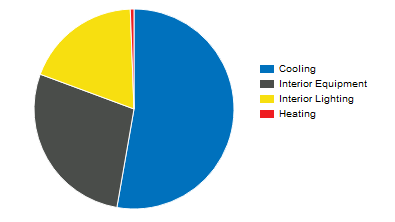 Cooling
Interior Equipment
Interior Lighting
Heating